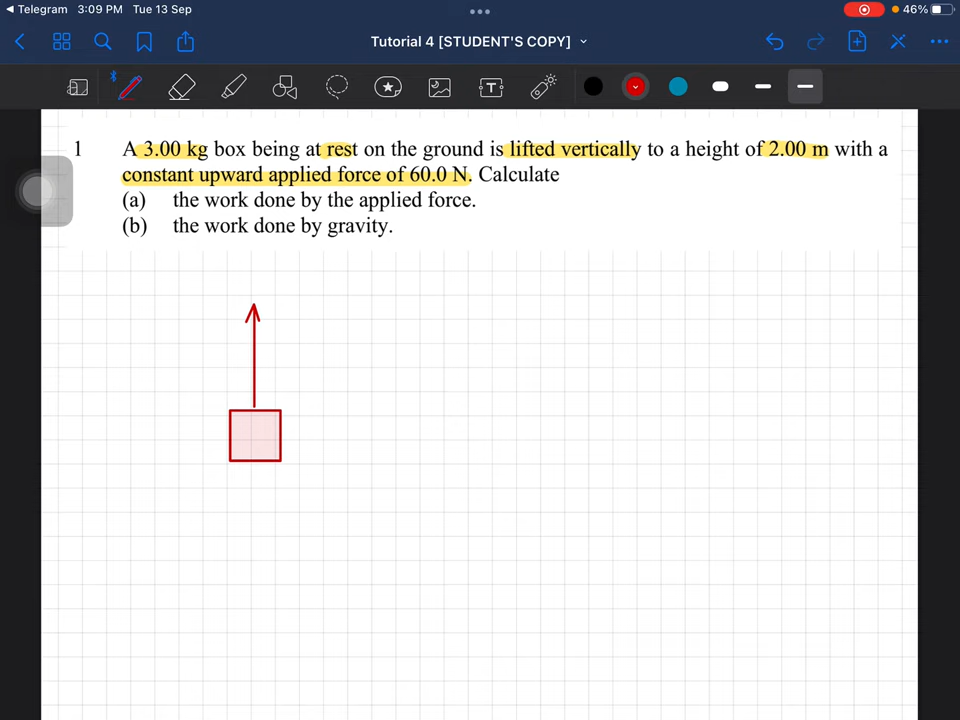 Telegram 3:09 PM Tue 13 Sep 46%
Tutorial 4 [STUDENT'S COPY]
T
1 A 3.00 kg box being at rest on the ground is lifted vertically to a height of 2.00 m with a
constant upward applied force of 60.0 N. Calculate
(a) the work done by the applied force.
(b) the work done by gravity.